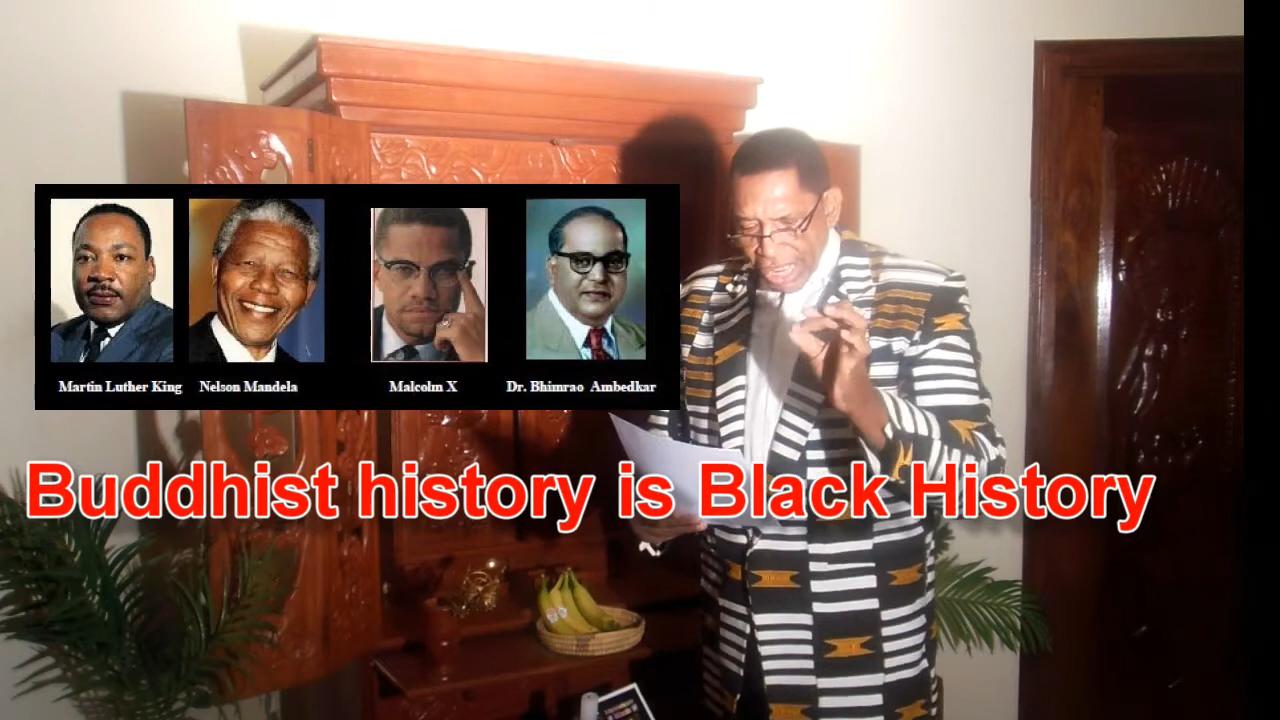 Martin Luther King Nelson Mandela Malcolm X Dr. Bhimrao Ambedkar
Buddhist history is Black History